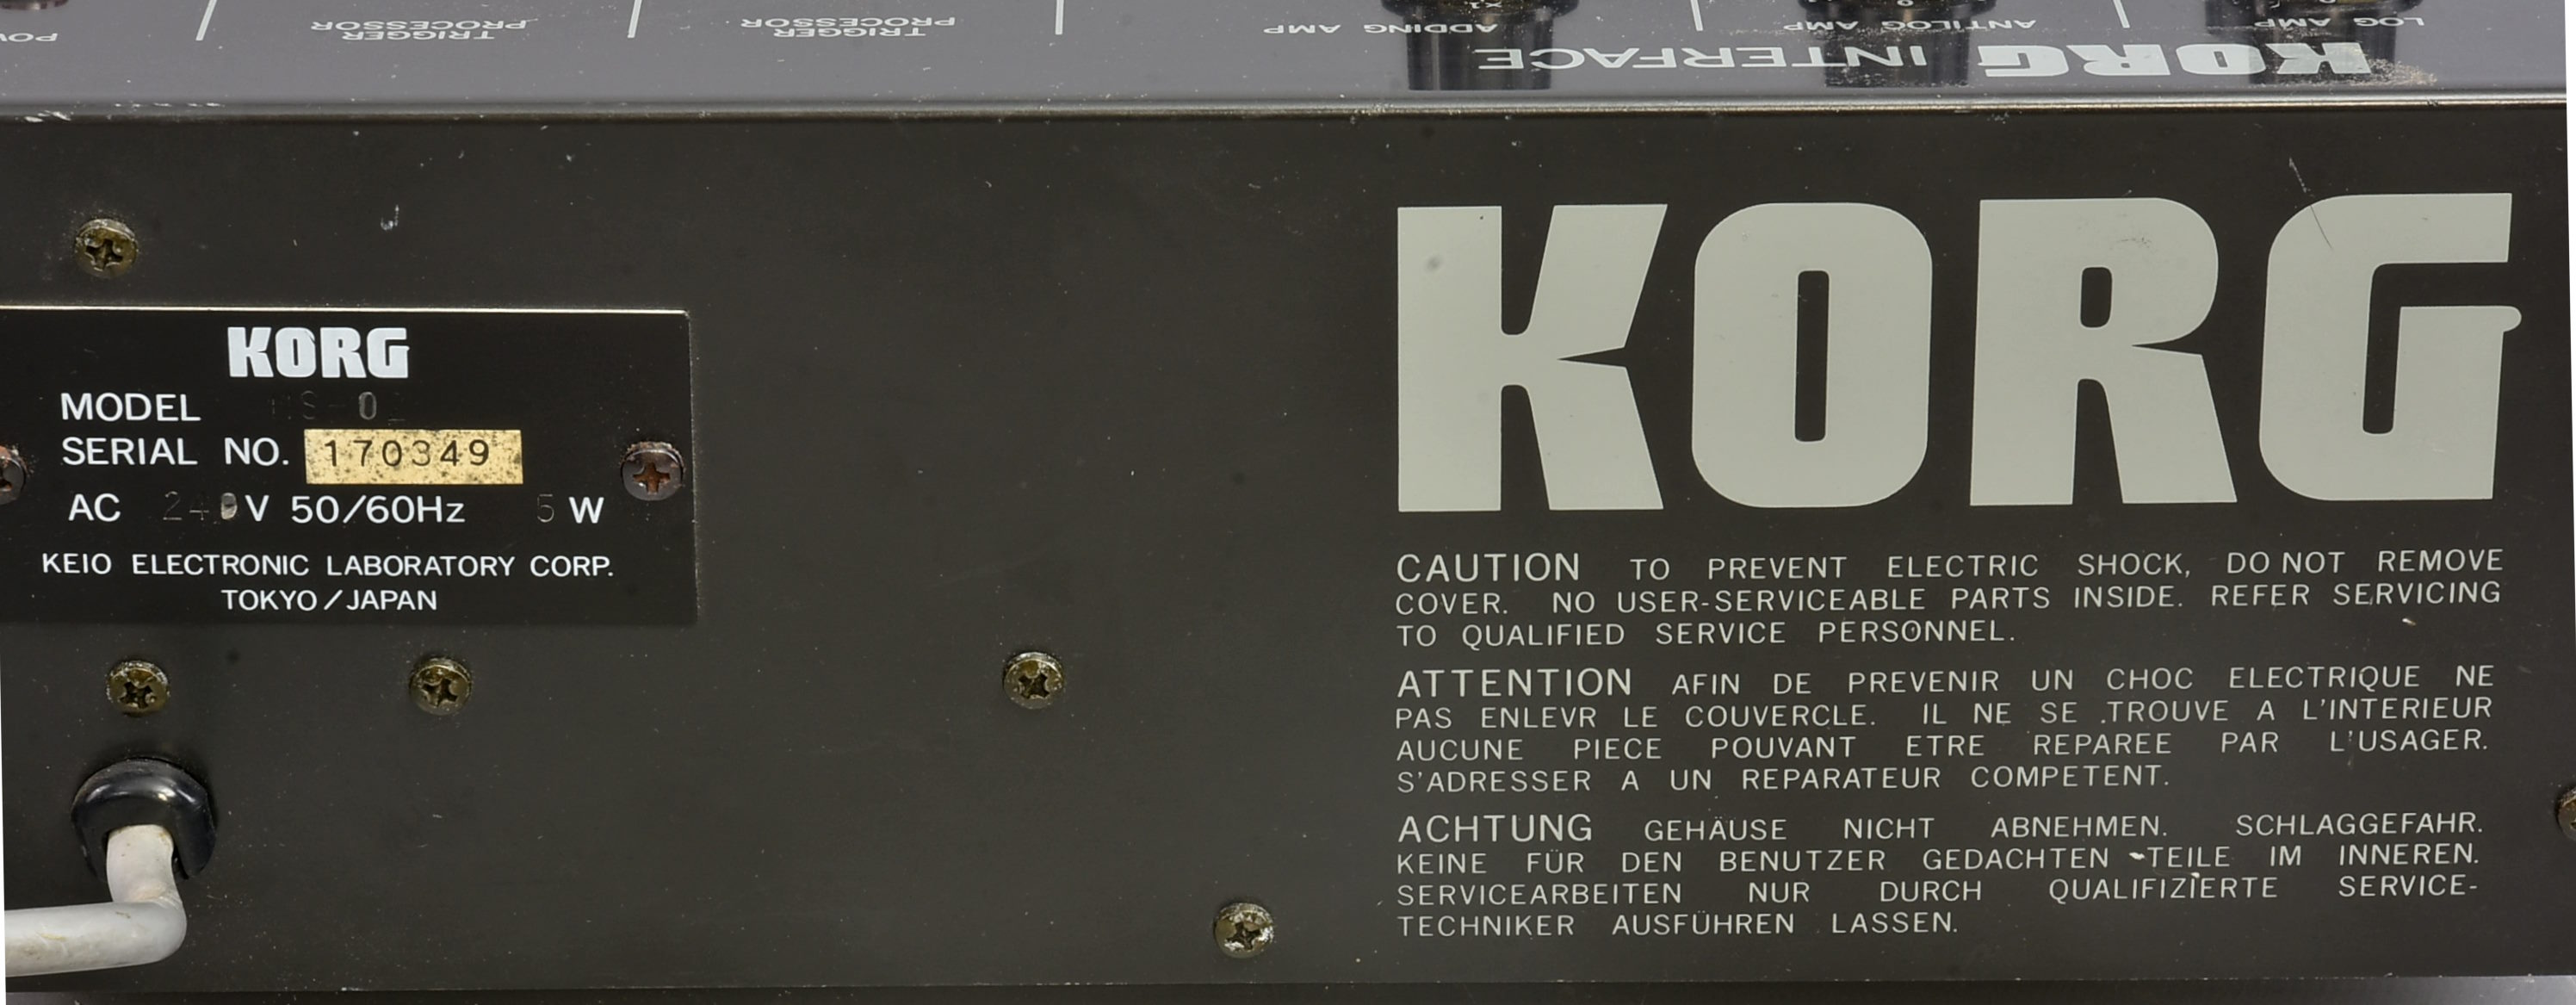 TRIGGER
PROCESSOR
TRIGGER
PROCESSOR
ADDING AMP
ANTILOG AMP
LOG AMP
KORG INTERFACE
KORG
MODEL
SERIAL NO. 170349
AC 240V 50/60Hz 5 W
KEIO ELECTRONIC LABORATORY CORP.
TOKYO/JAPAN
KORG
CAUTION TO PREVENT ELECTRIC SHOCK, DO NOT REMOVE
COVER. NO USER-SERVICEABLE PARTS INSIDE. REFER SERVICING
TO QUALIFIED SERVICE PERSONNEL.
ATTENTION AFIN DE PREVENIR UN CHOC ELECTRIQUE NE
PAS ENLEVR LE COUVERCLE. IL NE SE TROUVE A L'INTERIEUR
AUCUNE PIECE POUVANT ETRE REPAREE PAR L'USAGER.
S'ADRESSER A UN REPARATEUR COMPETENT.
ACHTUNG GEHÄUSE NICHT ABNEHMEN. SCHLAGGEFAHR.
KEINE FÜR DEN BENUTZER GEDACHTEN TEILE IM INNEREN.
SERVICEARBEITEN NUR DURCH QUALIFIZIERTE SERVICE-
TECHNIKER AUSFÜHREN LASSEN.